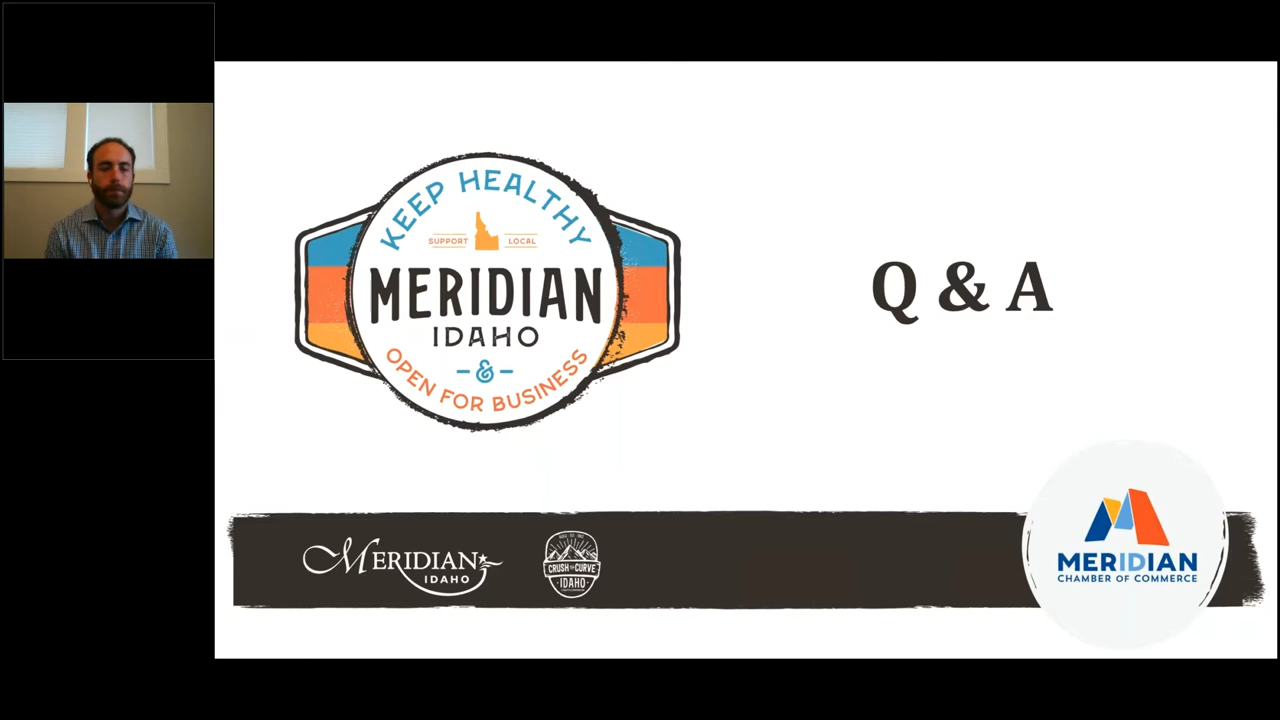 KEEP HEALTHY
SUPPORT LOCAL
MERIDIAN
IDAHO
&
OPEN FOR BUSINESS
Q & A
MERIDIAN
IDAHO
CRUSH THE CURVE
IDAHO
MERIDIAN
CHAMBER OF COMMERCE